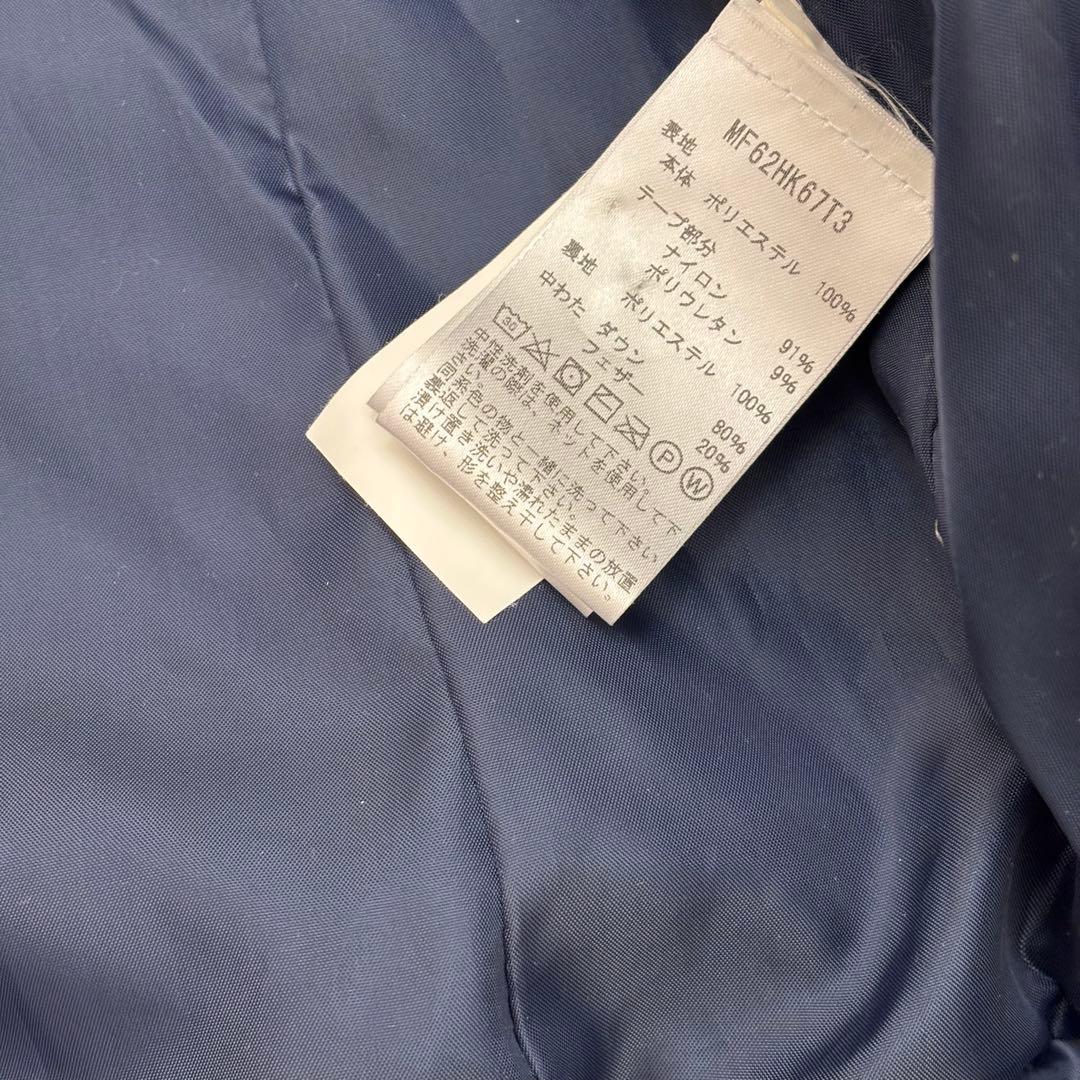 MF62HK67T3
表地
本体 ポリエステル 100%
テープ部分
ナイロン 91%
ポリウレタン 9%
裏地 ポリエステル 100%
中わた ダウン 80%
フェザー 20%
30 P W
中性洗剤を使用して下さい。
洗濯の際は、ネットを使用して下
さい。
同系色の物と一緒に洗って下さい
裏返して洗って下さい。
漬け置き洗いや濡れたままの放置
は避け、形を整え干して下さい。